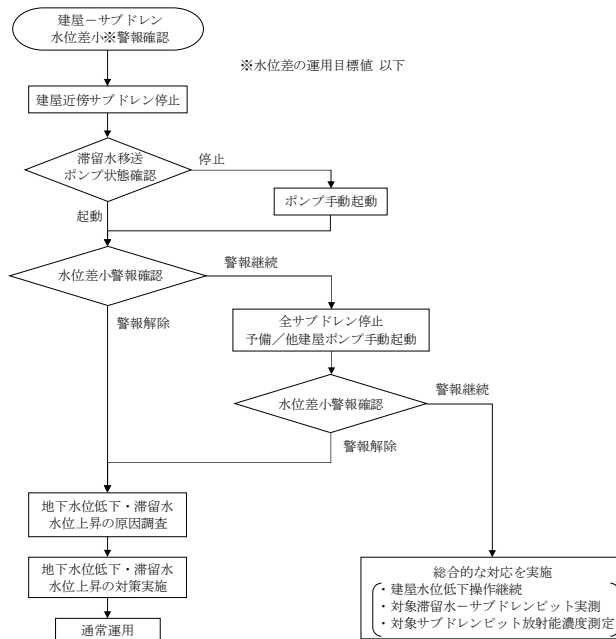 建屋－サブドレン
水位差小※警報確認
※水位差の運用目標値 以下
建屋近傍サブドレン停止
滞留水移送
ポンプ状態確認
停止
ポンプ手動起動
起動
水位差小警報確認
警報継続
警報解除
全サブドレン停止
予備／他建屋ポンプ手動起動
水位差小警報確認
警報継続
警報解除
地下水位低下・滞留水
水位上昇の原因調査
地下水位低下・滞留水
水位上昇の対策実施
通常運用
総合的な対応を実施
・建屋水位低下操作継続
・対象滞留水－サブドレンピット実測
・対象サブドレンピット放射能濃度測定